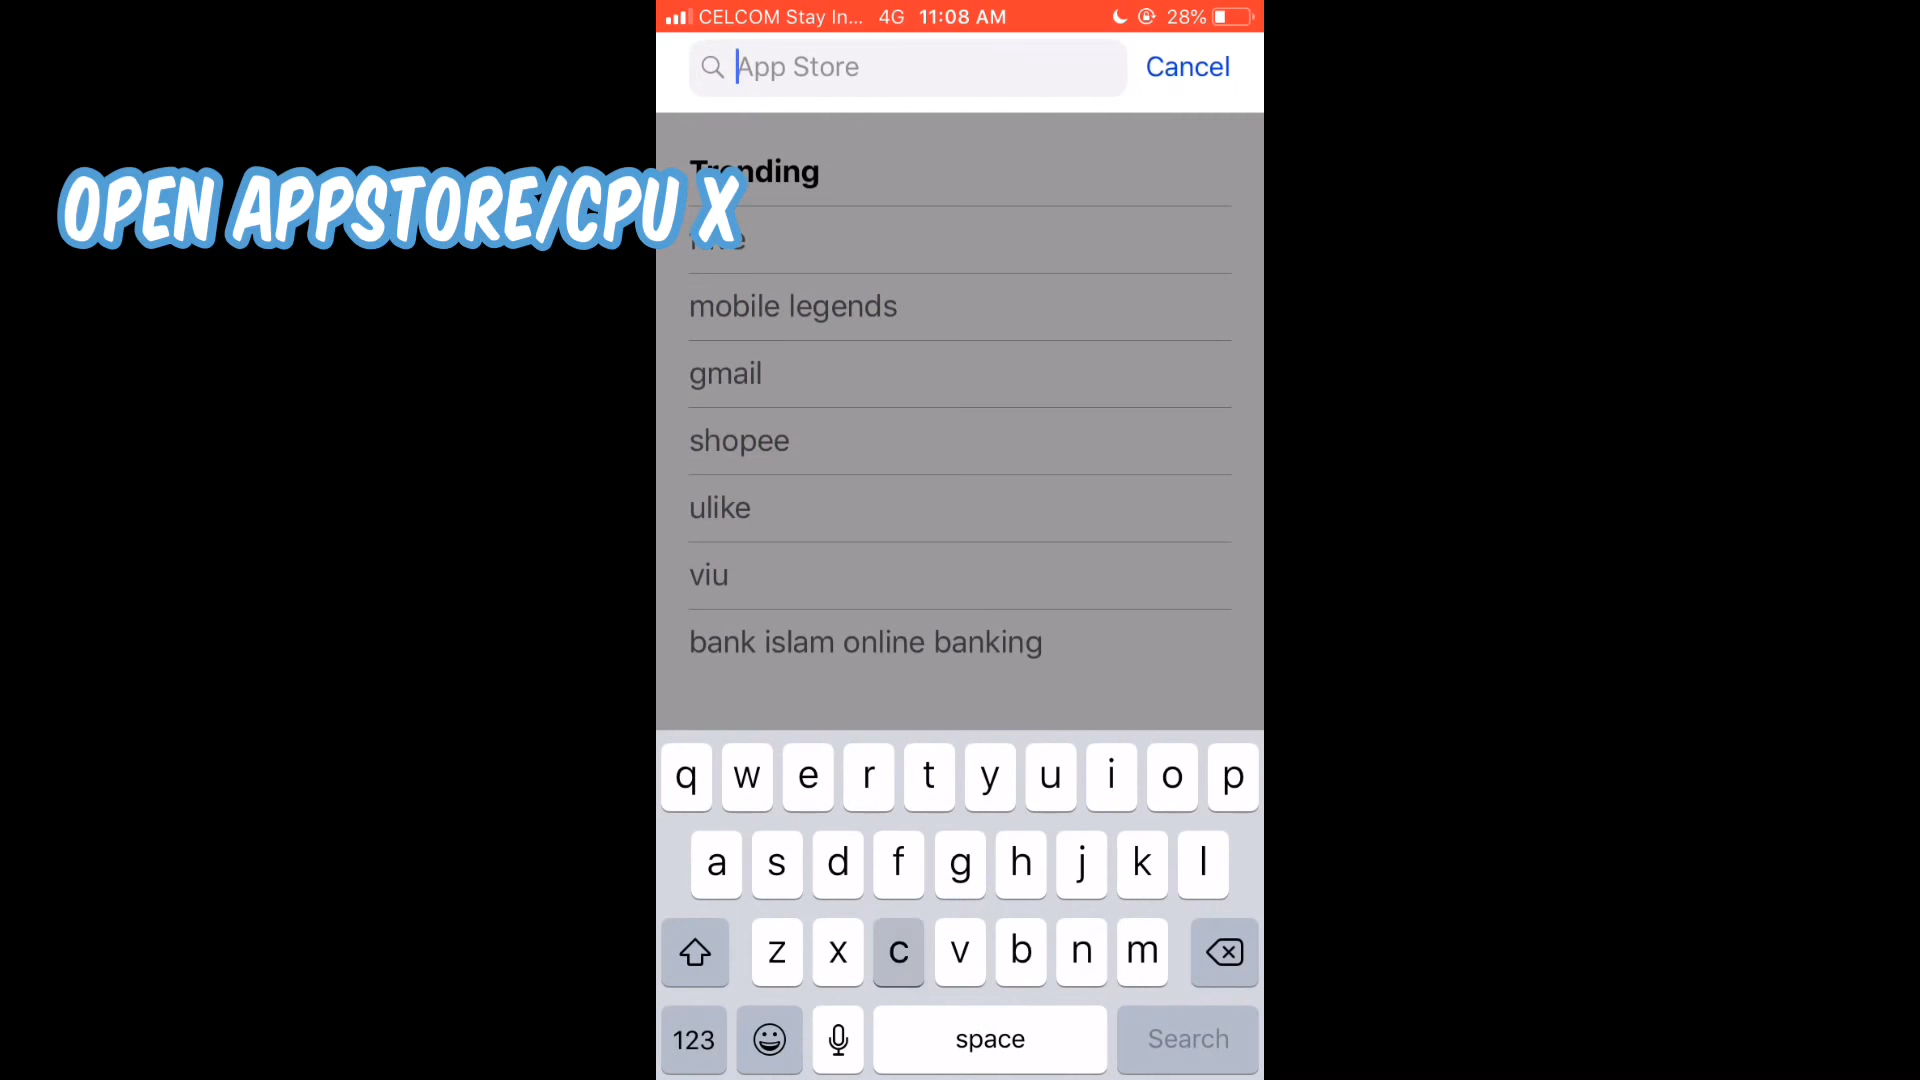 CELCOM Stay In... 4G 11:08 AM 28%
App Store Cancel
Trending
OPEN APPSTORE/CPU X
mobile legends
gmail
shopee
ulike
viu
bank islam online banking
q w e r t y u i o p
a s d f g h j k l
z x c v b n m
123 space Search